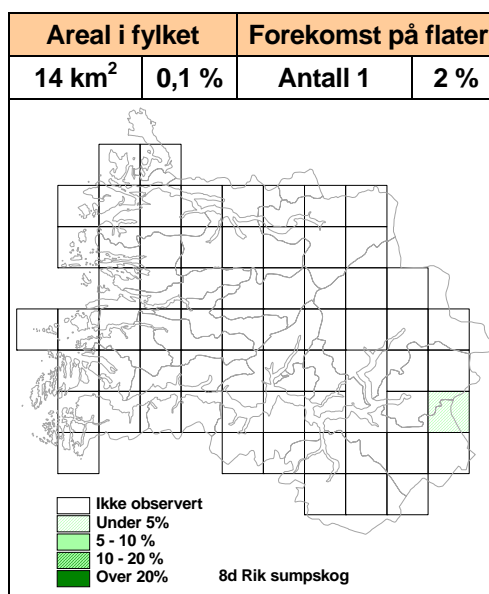 Areal i fylket Forekomst på flater
14 km² 0,1 % Antall 1 2 %
Ikke observert
Under 5%
5 - 10 %
10 - 20 %
Over 20% 8d Rik sumpskog